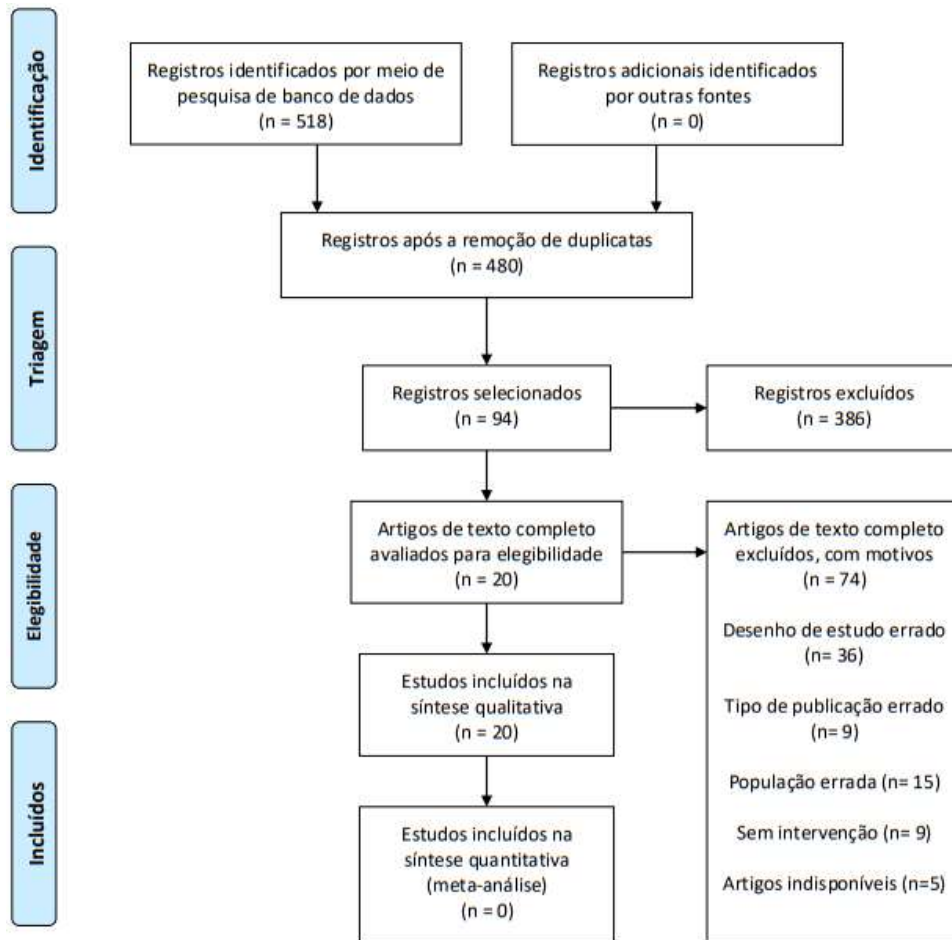 Identificação
Registros identificados por meio de
pesquisa de banco de dados
(n = 518)
Registros adicionais identificados
por outras fontes
(n = 0)
Registros após a remoção de duplicatas
(n = 480)
Triagem
Registros selecionados
(n = 94)
Registros excluídos
(n = 386)
Elegibilidade
Artigos de texto completo
avaliados para elegibilidade
(n = 20)
Artigos de texto completo
excluídos, com motivos
(n = 74)
Desenho de estudo errado
(n= 36)
Tipo de publicação errado
(n= 9)
População errada (n= 15)
Sem intervenção (n= 9)
Artigos indisponíveis (n=5)
Estudos incluídos na
síntese qualitativa
(n = 20)
Incluídos
Estudos incluídos na
síntese quantitativa
(meta-análise)
(n = 0)